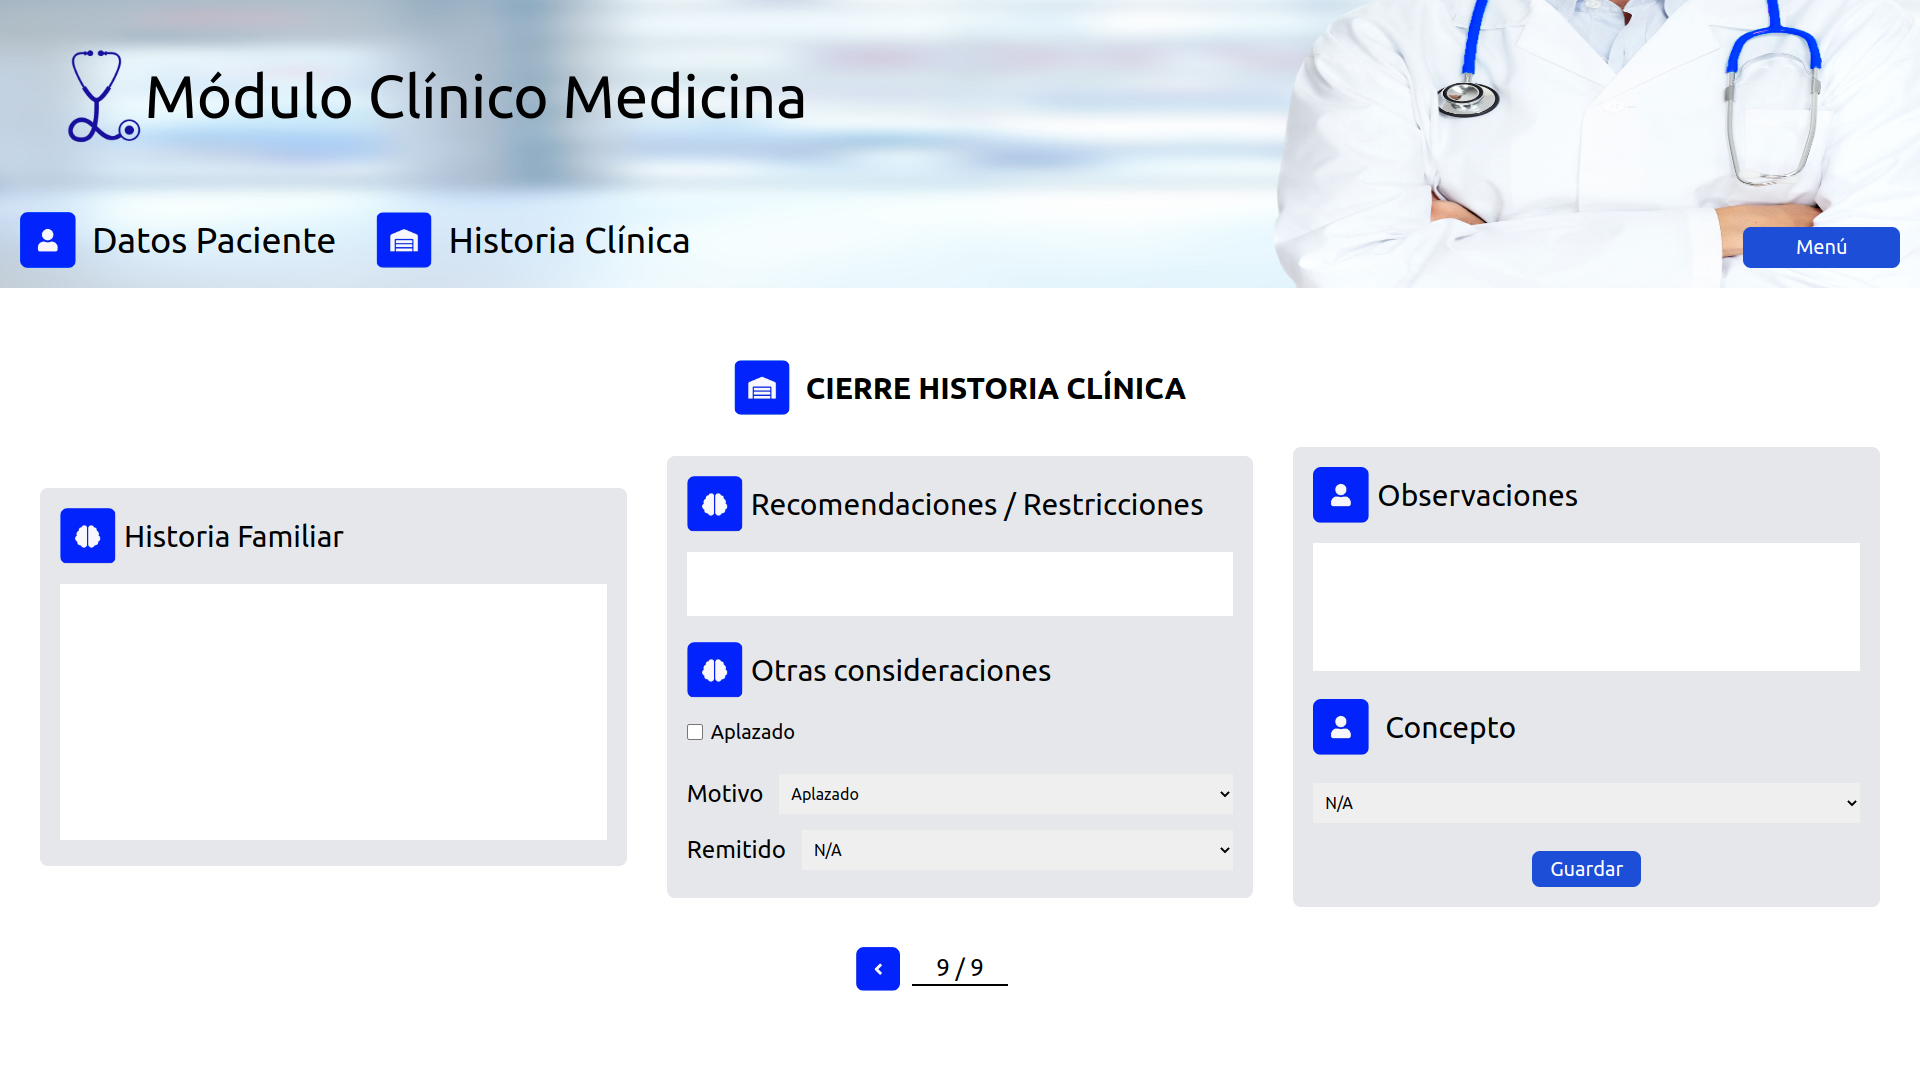 Módulo Clínico Medicina
Datos Paciente
Historia Clínica
Menú
CIERRE HISTORIA CLÍNICA
Historia Familiar
Recomendaciones / Restricciones
Otras consideraciones
Aplazado
Motivo Aplazado
Remitido N/A
Observaciones
Concepto
N/A
Guardar
9 / 9